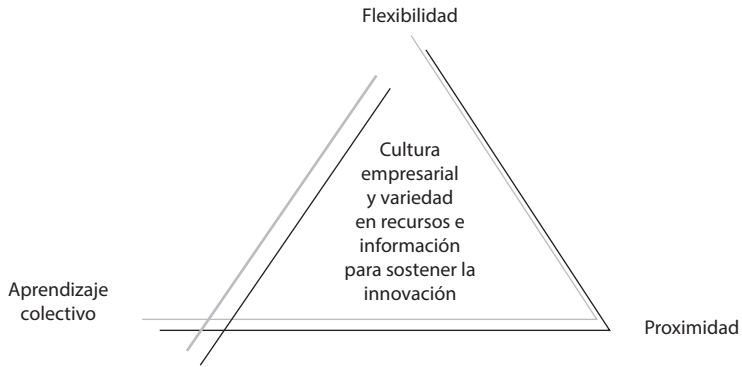 Flexibilidad
Cultura
empresarial
y variedad
en recursos e
información
para sostener la
innovación
Aprendizaje
colectivo
Proximidad